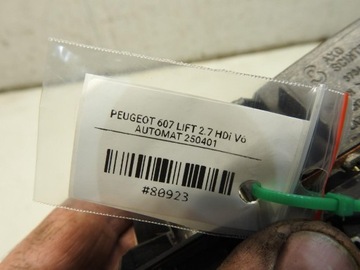 PEUGEOT 607 LIFT 2.7 HDi V6
AUTOMAT 250401
#80923